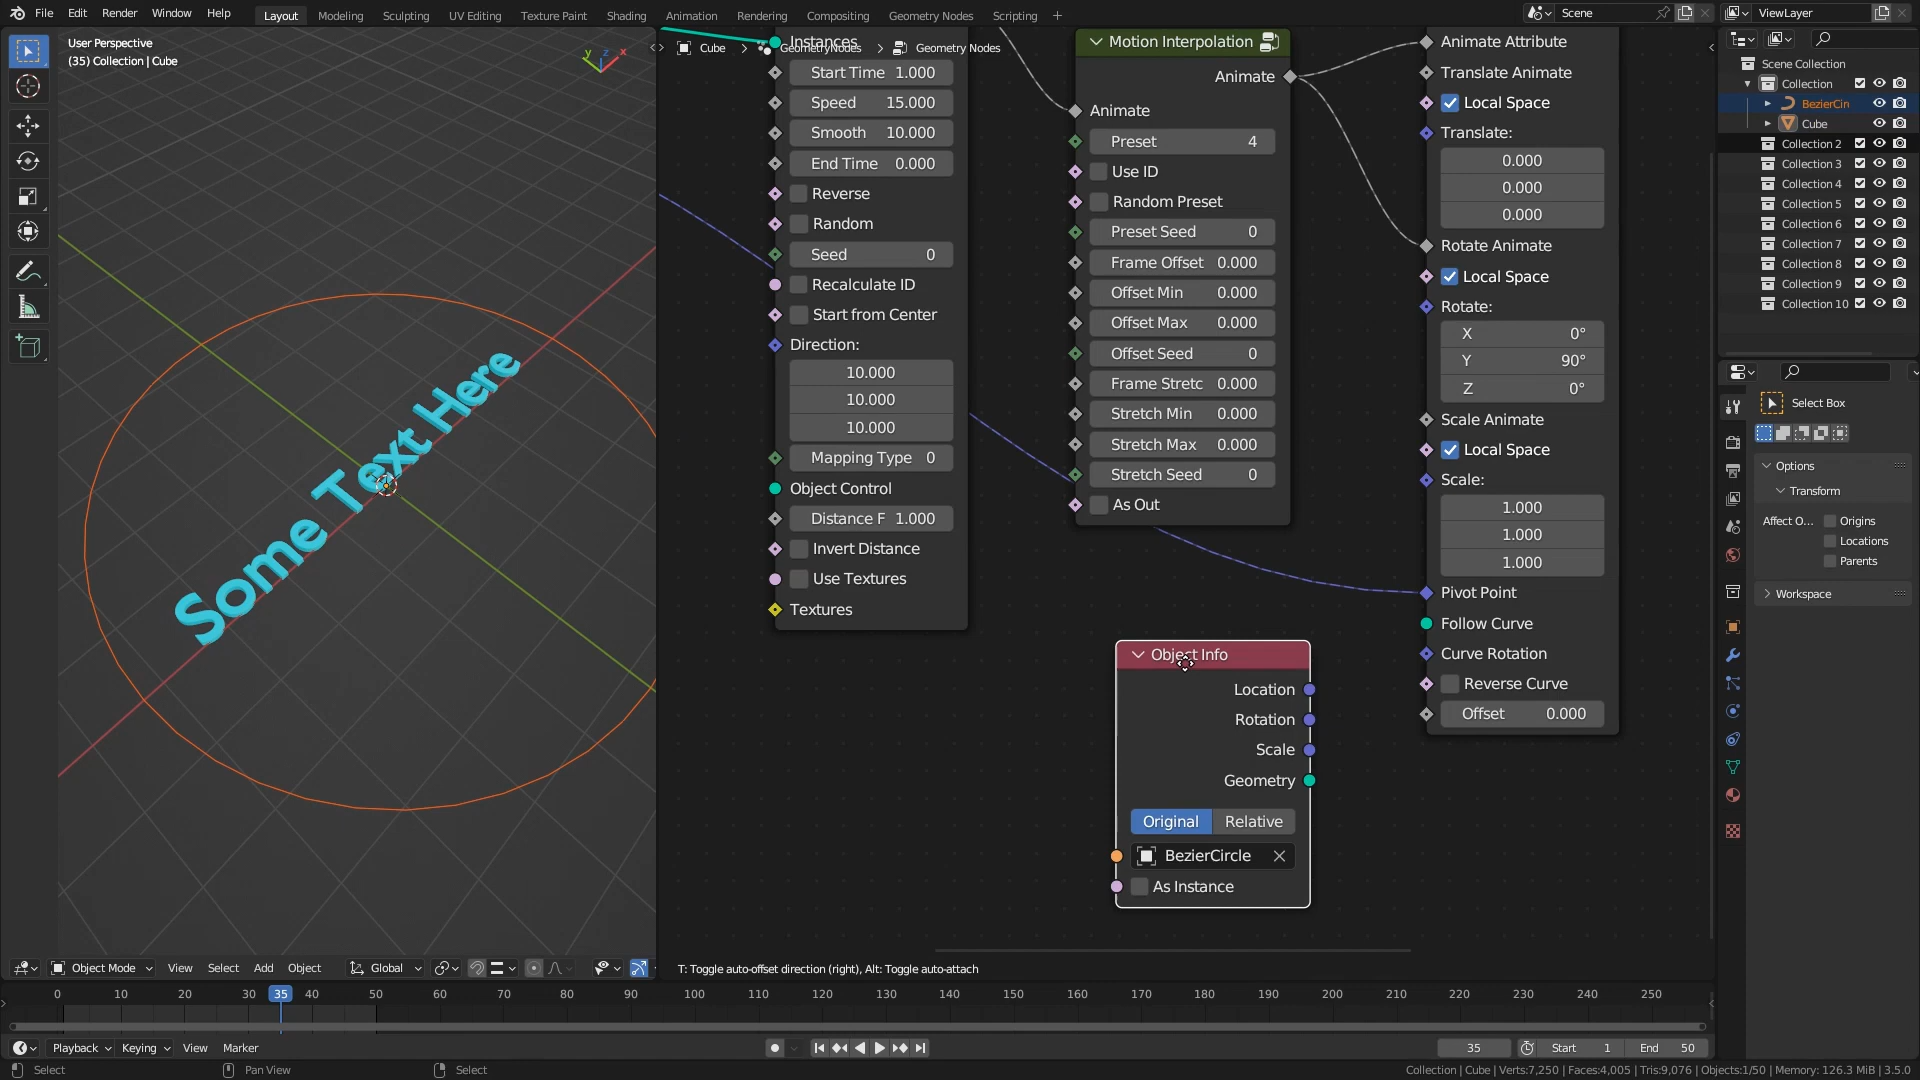 File Edit Render Window Help
Layout Modeling Sculpting UV Editing Texture Paint Shading Animation Rendering Compositing Geometry Nodes Scripting +
Scene
ViewLayer
User Perspective
(35) Collection | Cube
y z x
Some Text Here
Cube > GeometryNodes > Geometry Nodes
Instances
Start Time 1.000
Speed 15.000
Smooth 10.000
End Time 0.000
Reverse
Random
Seed 0
Recalculate ID
Start from Center
Direction:
10.000
10.000
10.000
Mapping Type 0
Object Control
Distance F 1.000
Invert Distance
Use Textures
Textures
Motion Interpolation
Animate
Animate
Preset 4
Use ID
Random Preset
Preset Seed 0
Frame Offset 0.000
Offset Min 0.000
Offset Max 0.000
Offset Seed 0
Frame Stretc 0.000
Stretch Min 0.000
Stretch Max 0.000
Stretch Seed 0
As Out
Object Info
Location
Rotation
Scale
Geometry
Original Relative
BezierCircle
As Instance
Animate Attribute
Translate Animate
Local Space
Translate:
0.000
0.000
0.000
Rotate Animate
Local Space
Rotate:
X 0°
Y 90°
Z 0°
Scale Animate
Local Space
Scale:
1.000
1.000
1.000
Pivot Point
Follow Curve
Curve Rotation
Reverse Curve
Offset 0.000
Scene Collection
Collection
BezierCir
Cube
Collection 2
Collection 3
Collection 4
Collection 5
Collection 6
Collection 7
Collection 8
Collection 9
Collection 10
Select Box
Options
Transform
Affect O... Origins
Locations
Parents
Workspace
Object Mode View Select Add Object Global
T: Toggle auto-offset direction (right), Alt: Toggle auto-attach
0 10 20 30 35 40 50 60 70 80 90 100 110 120 130 140 150 160 170 180 190 200 210 220 230 240 250
Playback Keying View Marker
35 Start 1 End 50
Select Pan View Select
Collection | Cube | Verts:7,250 | Faces:4,005 | Tris:9,076 | Objects:1/50 | Memory: 126.3 MiB | 3.5.0